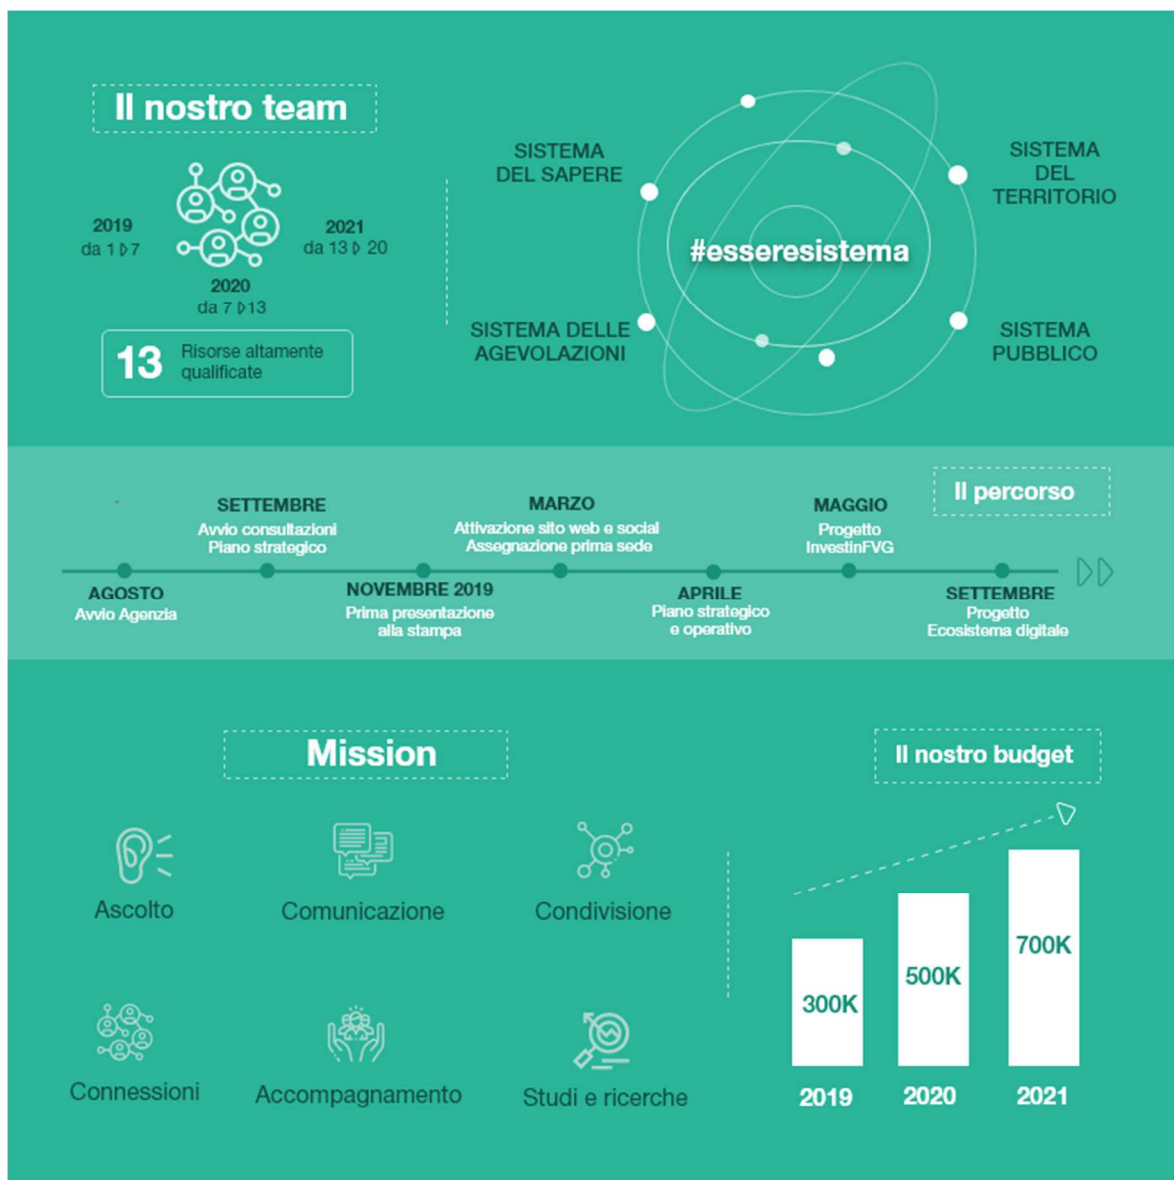 Il nostro team
2019
da 1 ▷ 7
2021
da 13 ▷ 20
2020
da 7 ▷ 13
13
Risorse altamente
qualificate
SISTEMA
DEL SAPERE
SISTEMA
DEL
TERRITORIO
#esseresistema
SISTEMA DELLE
AGEVOLAZIONI
SISTEMA
PUBBLICO
Il percorso
AGOSTO
Avvio Agenzia
SETTEMBRE
Avvio consultazioni
Piano strategico
NOVEMBRE 2019
Prima presentazione
alla stampa
MARZO
Attivazione sito web e social
Assegnazione prima sede
APRILE
Piano strategico
e operativo
MAGGIO
Progetto
InvestinFVG
SETTEMBRE
Progetto
Ecosistema digitale
Mission
Ascolto
Comunicazione
Condivisione
Connessioni
Accompagnamento
Studi e ricerche
Il nostro budget
300K
500K
700K
2019
2020
2021